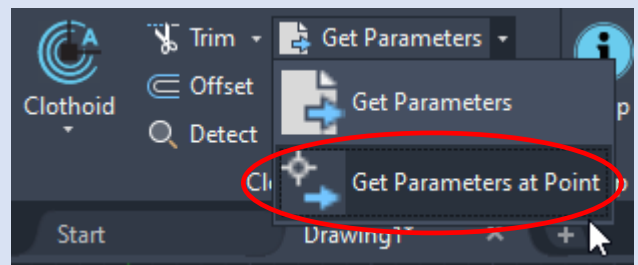 Trim
Get Parameters
Clothoid
Offset
Get Parameters
Detect
Get Parameters at Point
Start
Drawing1*